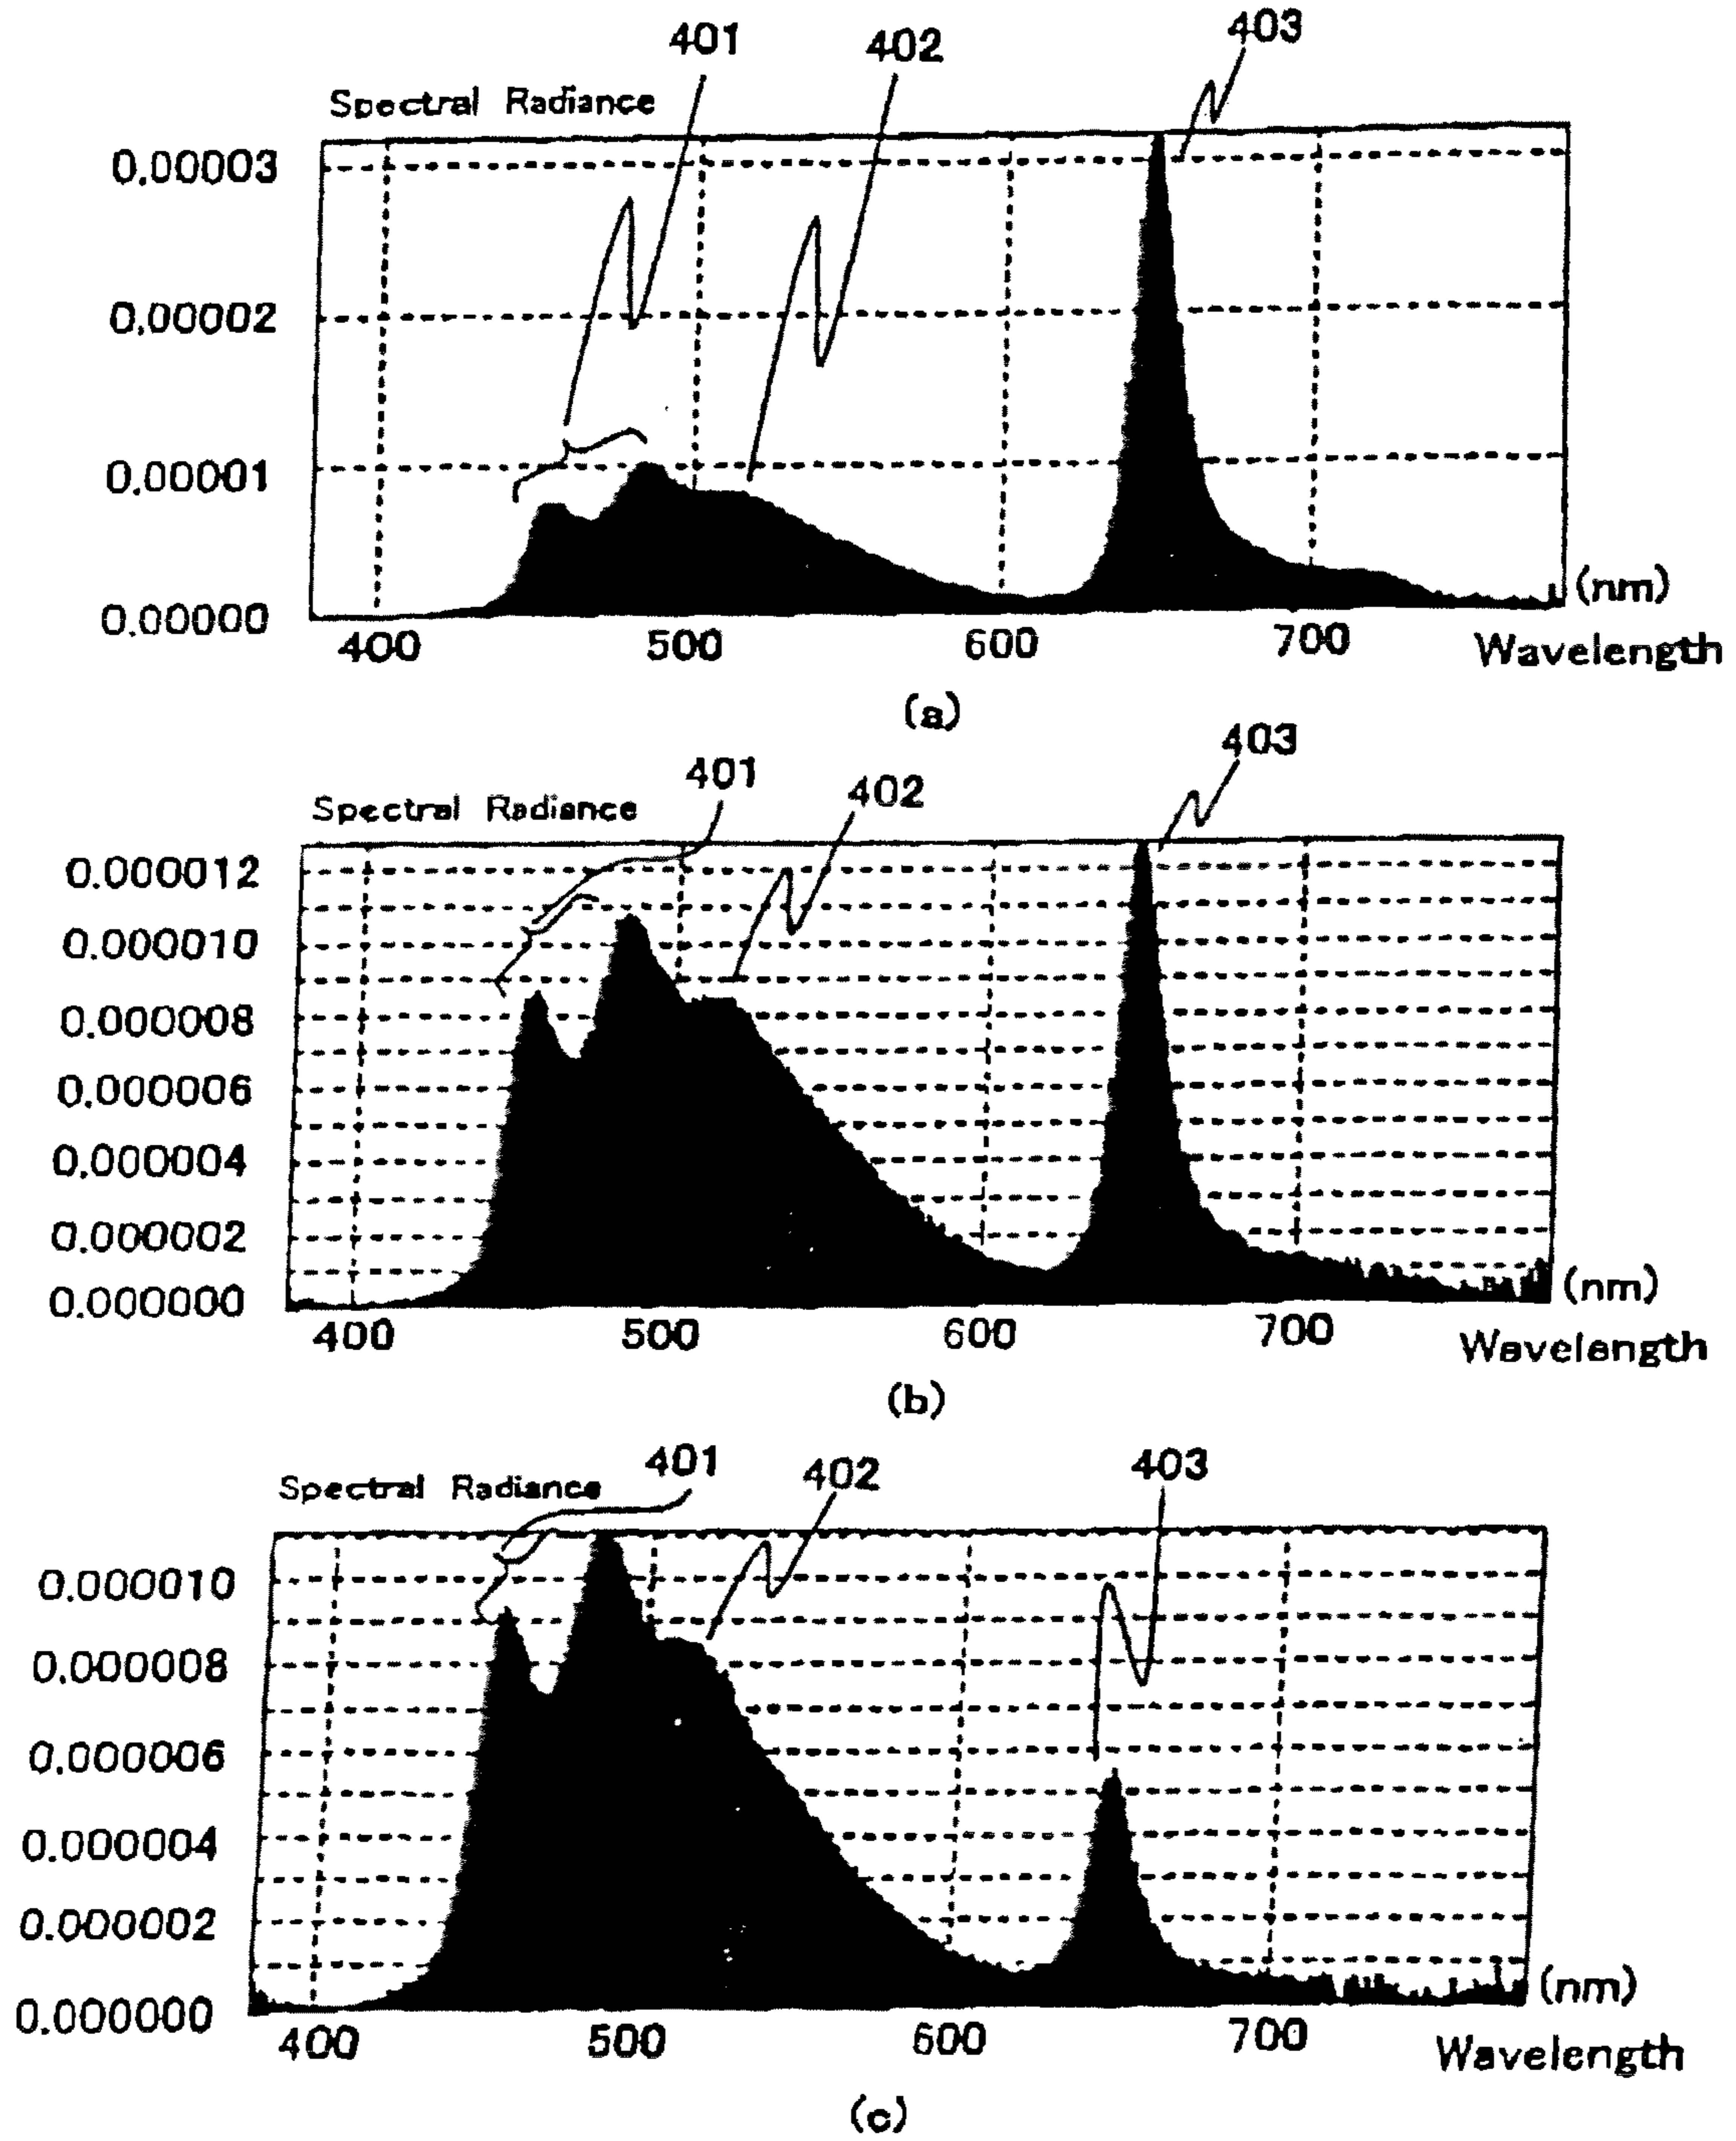 401 402 403
Spectral Radiance
0.00003
0.00002
0.00001
0.00000
(nm)
400 500 600 700 Wavelength
(a)
401 402 403
Spectral Radiance
0.000012
0.000010
0.000008
0.000006
0.000004
0.000002
0.000000
(nm)
400 500 600 700 Wavelength
(b)
401 402 403
Spectral Radiance
0.000010
0.000008
0.000006
0.000004
0.000002
0.000000
(nm)
400 500 600 700 Wavelength
(c)